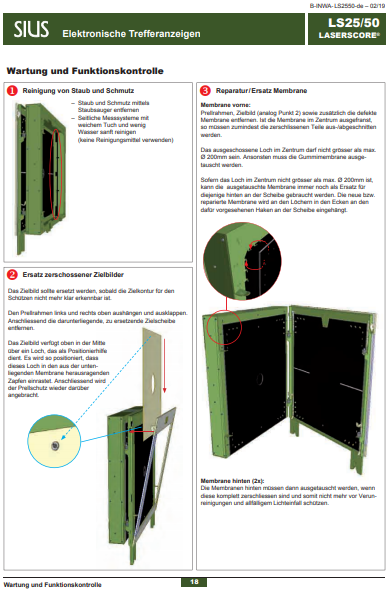 B-INWA- LS2550-de – 02/19
SIUS
Elektronische Trefferanzeigen
LS25/50
LASERSCORE®
Wartung und Funktionskontrolle
1 Reinigung von Staub und Schmutz
– Staub und Schmutz mittels
Staubsauger entfernen
– Seitliche Messsysteme mit
weichem Tuch und wenig
Wasser sanft reinigen
(keine Reinigungsmittel verwenden)
2 Ersatz zerschossener Zielbilder
Das Zielbild sollte ersetzt werden, sobald die Zielkontur für den
Schützen nicht mehr klar erkennbar ist.
Den Prellrahmen links und rechts oben aushängen und ausklappen.
Anschliessend die darunterliegende, zu ersetzende Zielscheibe
entfernen.
Das Zielbild verfügt oben in der Mitte
über ein Loch, das als Positionierhilfe
dient. Es wird so positioniert, dass
dieses Loch in den aus der unten-
liegenden Membrane herausragenden
Zapfen einrastet. Anschliessend wird
der Prellschutz wieder darüber
angebracht.
3 Reparatur/Ersatz Membrane
Membrane vorne:
Prellrahmen, Zielbild (analog Punkt 2) sowie zusätzlich die defekte
Membrane entfernen. Ist die Membrane im Zentrum ausgefranst,
so müssen zumindest die zerschlissenen Teile aus-/abgeschnitten
werden.
Das ausgeschossene Loch im Zentrum darf nicht grösser als max.
Ø 200mm sein. Ansonsten muss die Gummimembrane ausge-
tauscht werden.
Sofern das Loch im Zentrum nicht grösser als max. Ø 200mm ist,
kann die ausgetauschte Membrane immer noch als Ersatz für
diejenige hinten an der Scheibe gebraucht werden. Die neue bzw.
reparierte Membrane wird an den Löchern in den Ecken an den
dafür vorgesehenen Haken an der Scheibe eingehängt.
Membrane hinten (2x):
Die Membranen hinten müssen dann ausgetauscht werden, wenn
diese komplett zerschlissen sind und somit nicht mehr vor Verun-
reinigungen und allfälligem Lichteinfall schützen.
Wartung und Funktionskontrolle
18